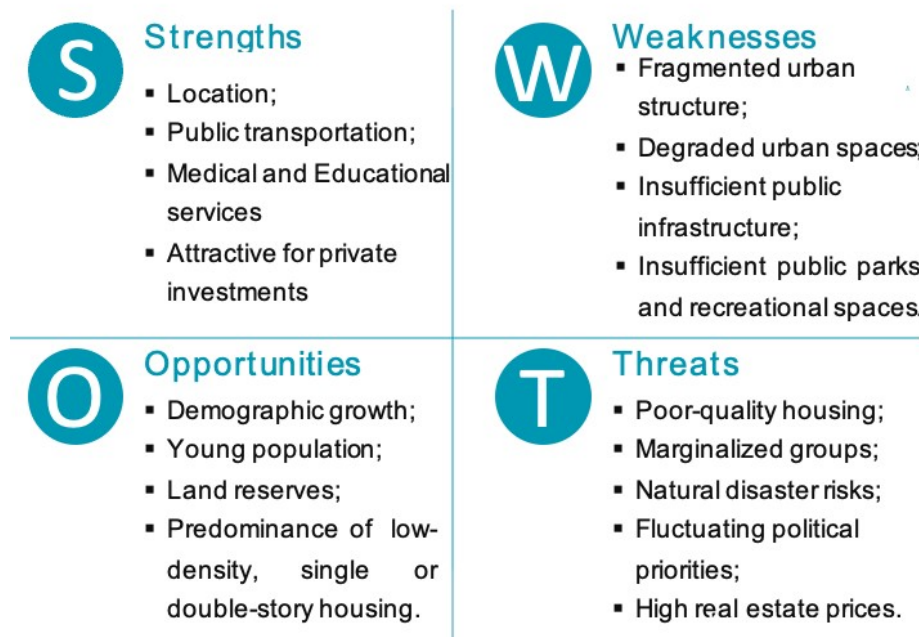 S
Strengths
▪ Location;
▪ Public transportation;
▪ Medical and Educational
services
▪ Attractive for private
investments
W
Weaknesses
▪ Fragmented urban
structure;
▪ Degraded urban spaces;
▪ Insufficient public
infrastructure;
▪ Insufficient public parks
and recreational spaces.
O
Opportunities
▪ Demographic growth;
▪ Young population;
▪ Land reserves;
▪ Predominance of low-
density, single or
double-story housing.
T
Threats
▪ Poor-quality housing;
▪ Marginalized groups;
▪ Natural disaster risks;
▪ Fluctuating political
priorities;
▪ High real estate prices.